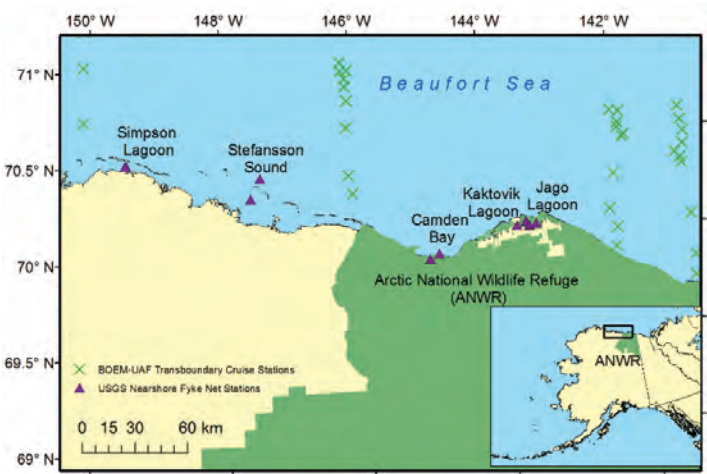 150° W 148° W 146° W 144° W 142° W
71° N
Beaufort Sea
Simpson
Lagoon
Stefansson
Sound
70.5° N
Kaktovik
Lagoon
Jago
Lagoon
Camden
Bay
70° N
Arctic National Wildlife Refuge
(ANWR)
69.5° N
BOEM-UAF Transboundary Cruise Stations
USGS Nearshore Fyke Net Stations
0 15 30 60 km
69° N
ANWR